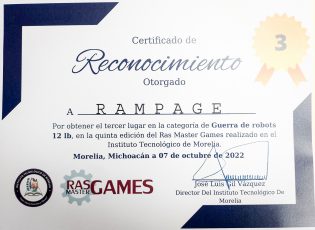 Certificado de
Reconocimiento
Otorgado
3
A RAMPAGE
Por obtener el tercer lugar en la categoría de Guerra de robots
12 lb, en la quinta edición del Ras Master Games realizado en el
Instituto Tecnológico de Morelia.
Morelia, Michoacán a 07 de octubre de 2022
RAS
MASTER
GAMES
José Luis Gil Vázquez
Director Del Instituto Tecnológico De
Morelia